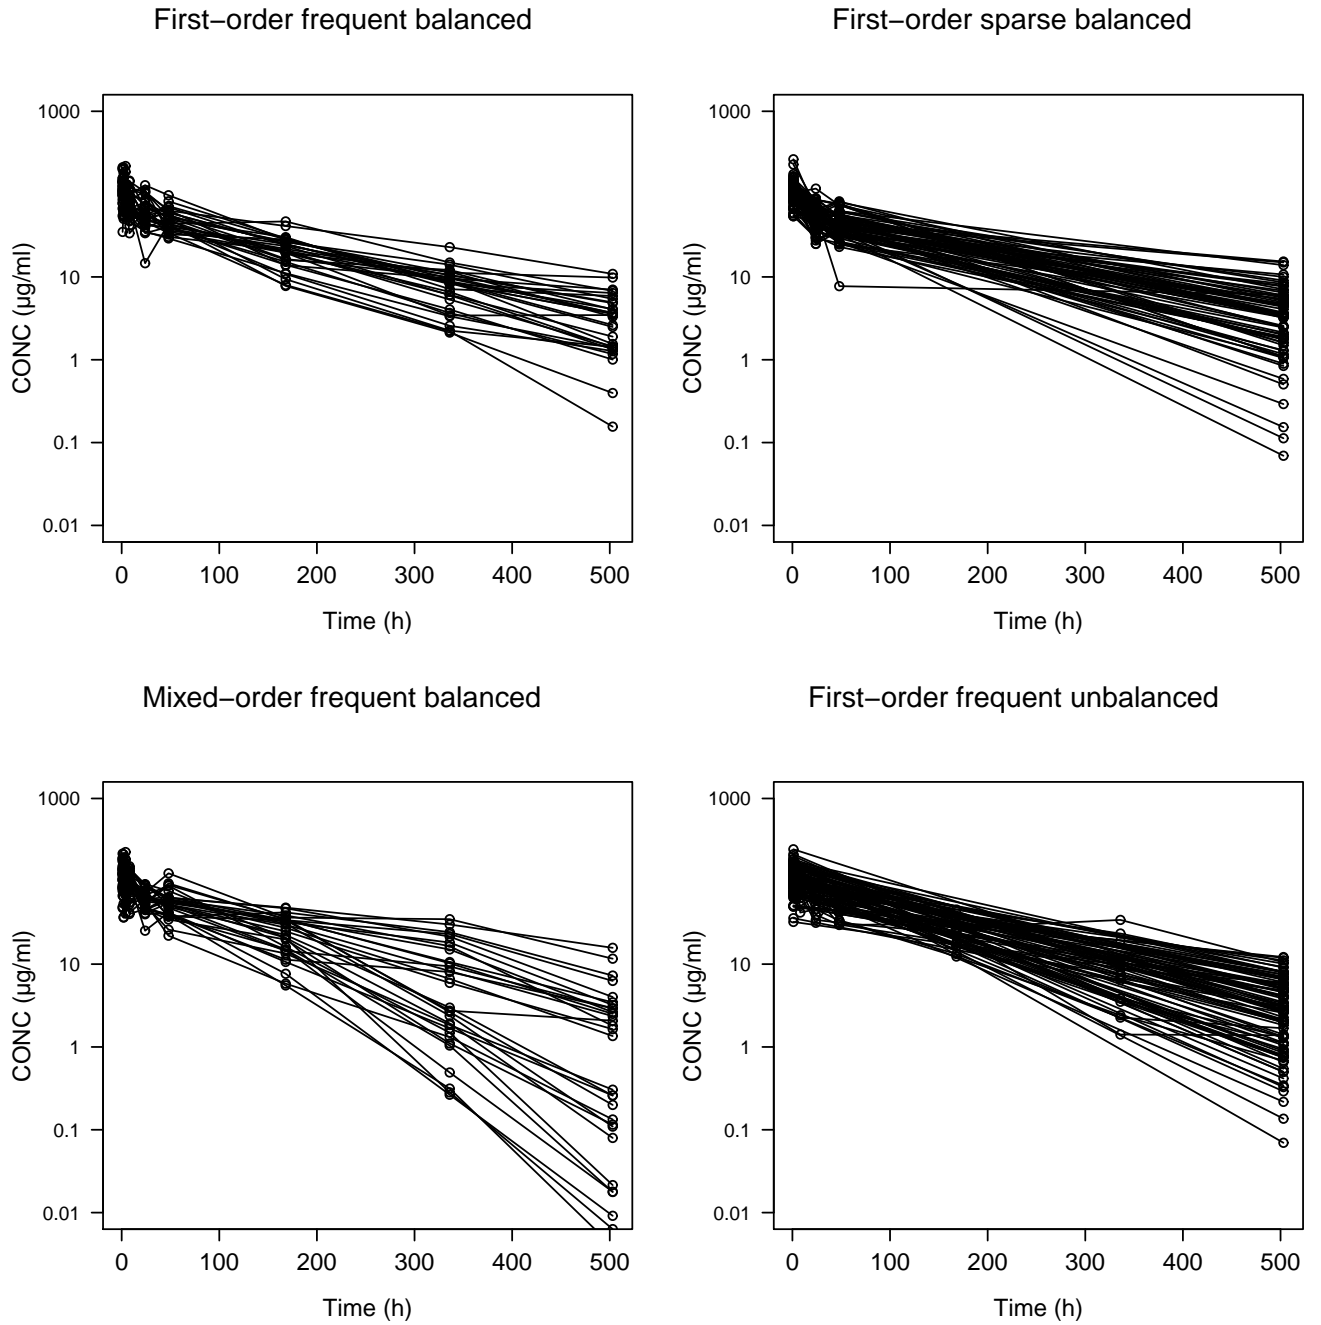 First−order frequent balanced
CONC (μg/ml)
1000
10
1
0.1
0.01
0 100 200 300 400 500
Time (h)
First−order sparse balanced
CONC (μg/ml)
1000
10
1
0.1
0.01
0 100 200 300 400 500
Time (h)
Mixed−order frequent balanced
CONC (μg/ml)
1000
10
1
0.1
0.01
0 100 200 300 400 500
Time (h)
First−order frequent unbalanced
CONC (μg/ml)
1000
10
1
0.1
0.01
0 100 200 300 400 500
Time (h)